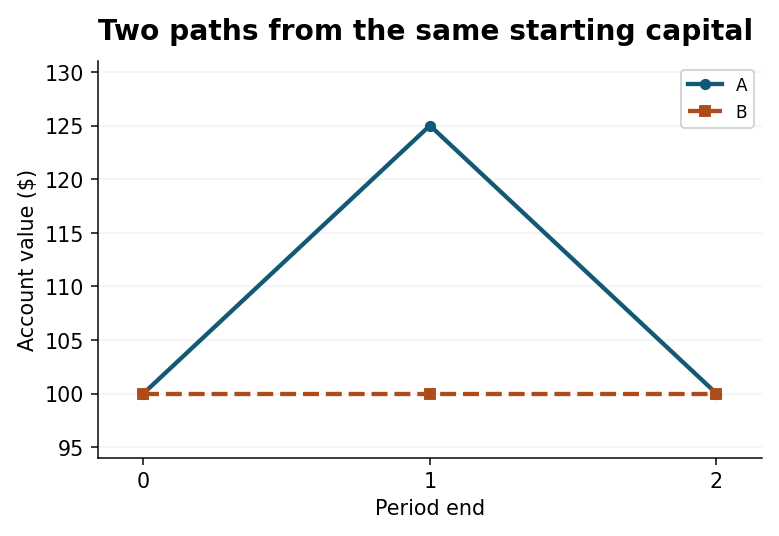 Two paths from the same starting capital
Account value ($)
130
125
120
115
110
105
100
95
A
B
0
1
2
Period end